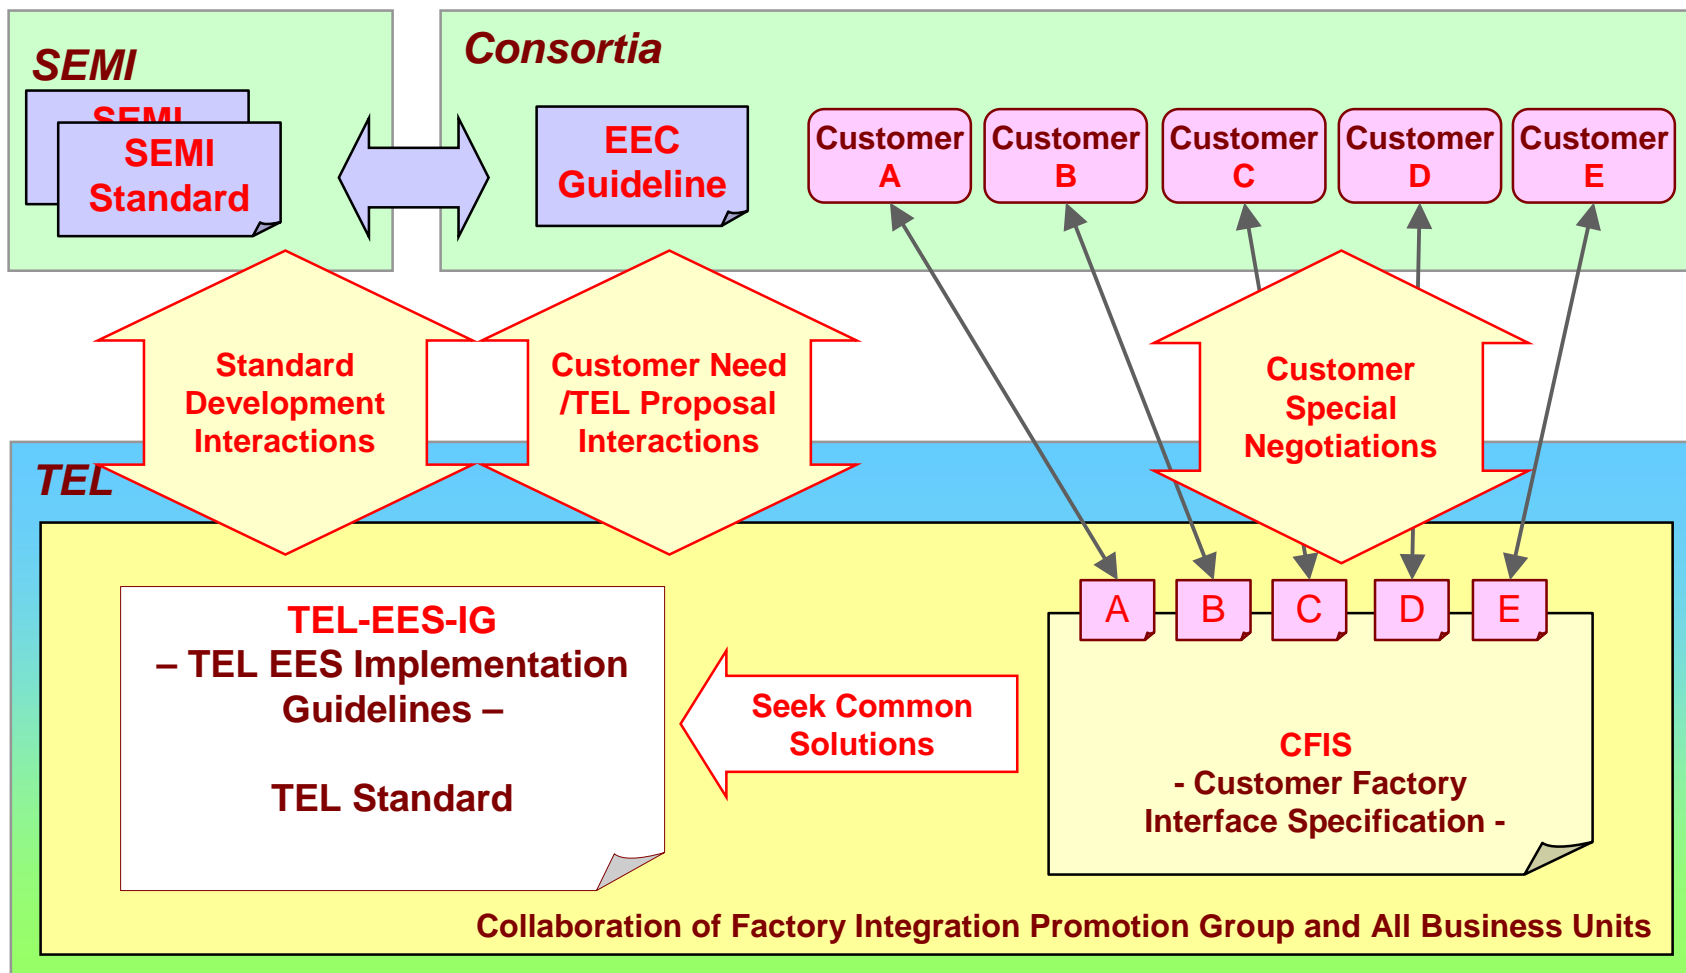 SEMI
Consortia
SEMI
SEMI
Standard
EEC
Guideline
Customer
A
Customer
B
Customer
C
Customer
D
Customer
E
Standard
Development
Interactions
Customer Need
/TEL Proposal
Interactions
Customer
Special
Negotiations
TEL
TEL-EES-IG
– TEL EES Implementation
Guidelines –
TEL Standard
Seek Common
Solutions
A
B
C
D
E
CFIS
- Customer Factory
Interface Specification -
Collaboration of Factory Integration Promotion Group and All Business Units